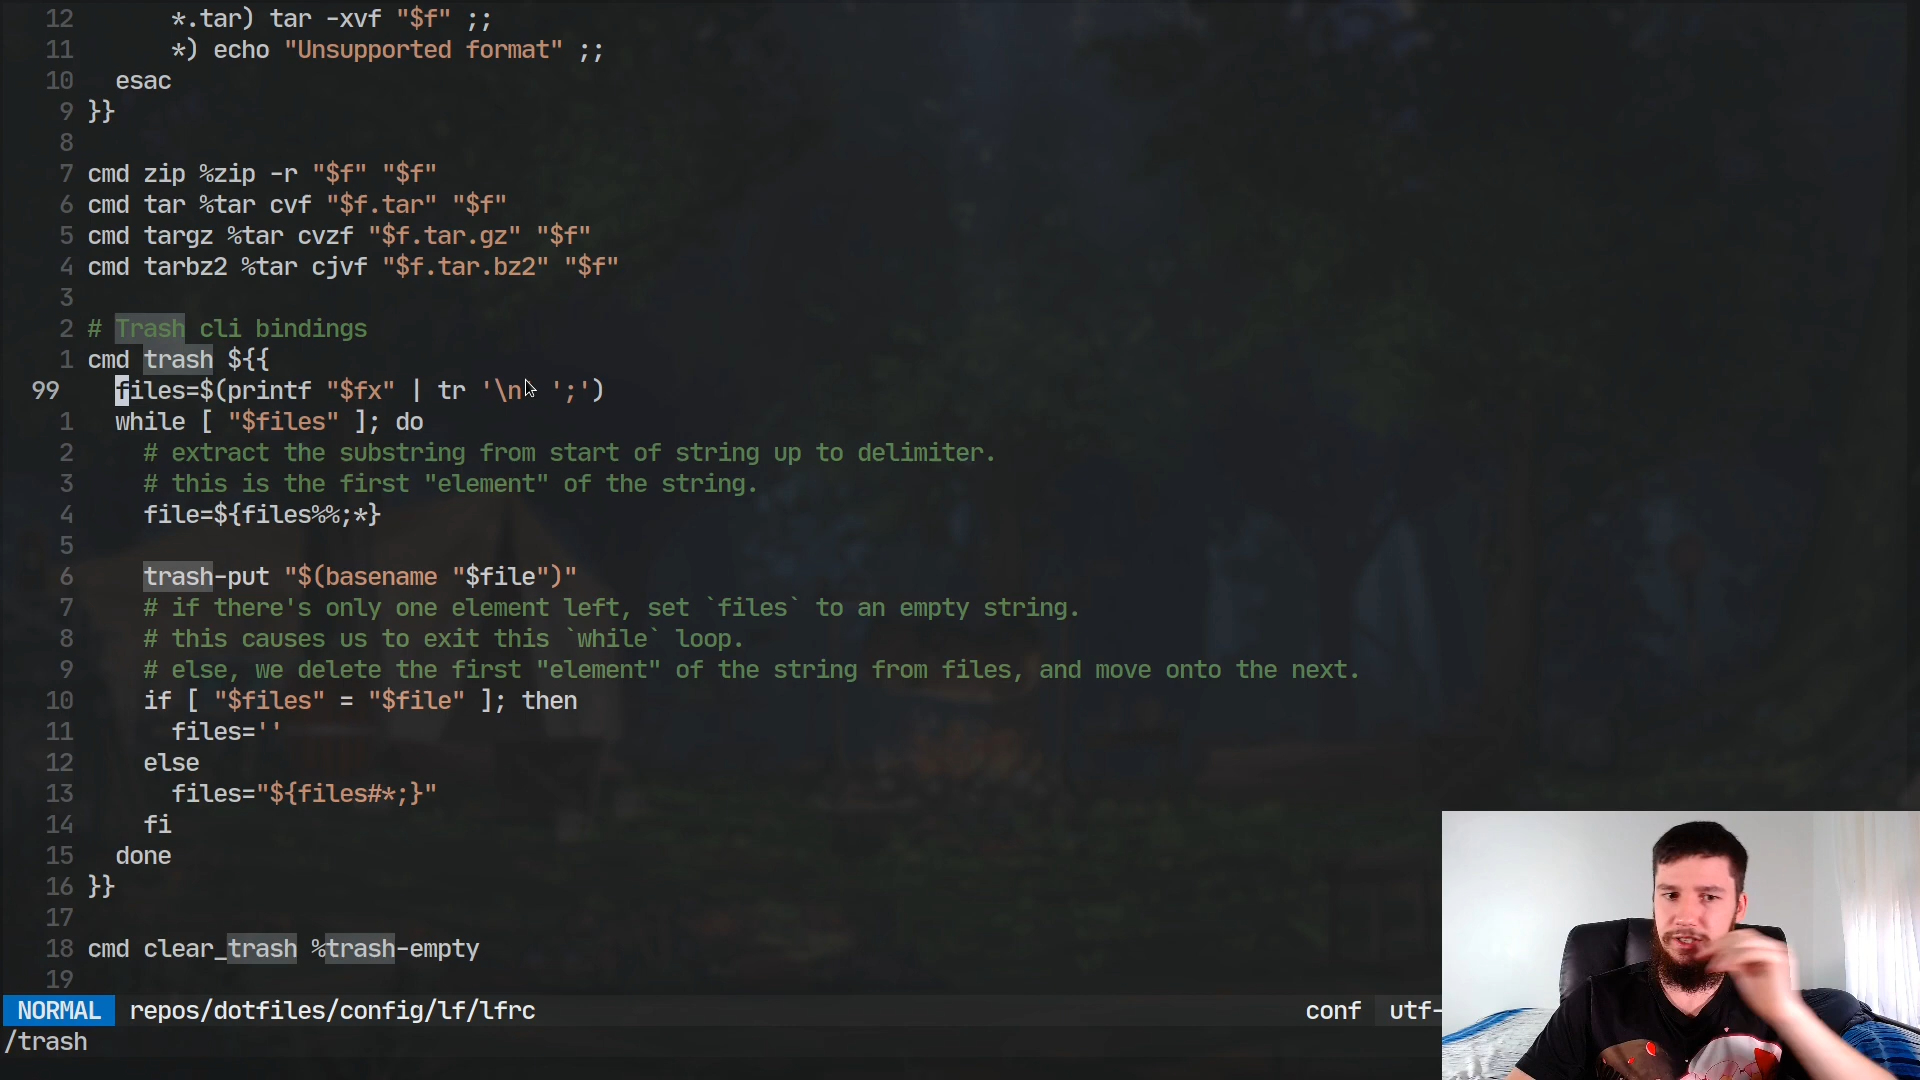 12 *.tar) tar -xvf "$f" ;;
11 *) echo "Unsupported format" ;;
10 esac
9 }}
8
7 cmd zip %zip -r "$f" "$f"
6 cmd tar %tar cvf "$f.tar" "$f"
5 cmd targz %tar cvzf "$f.tar.gz" "$f"
4 cmd tarbz2 %tar cjvf "$f.tar.bz2" "$f"
3
2 # Trash cli bindings
1 cmd trash ${{
99 files=$(printf "$fx" | tr '\n' ';')
1 while [ "$files" ]; do
2 # extract the substring from start of string up to delimiter.
3 # this is the first "element" of the string.
4 file=${files%%;*}
5
6 trash-put "$(basename "$file")"
7 # if there's only one element left, set `files` to an empty string.
8 # this causes us to exit this `while` loop.
9 # else, we delete the first "element" of the string from files, and move onto the next.
10 if [ "$files" = "$file" ]; then
11 files=''
12 else
13 files="${files#*;}"
14 fi
15 done
16 }}
17
18 cmd clear_trash %trash-empty
19
NORMAL repos/dotfiles/config/lf/lfrc conf utf-
/trash